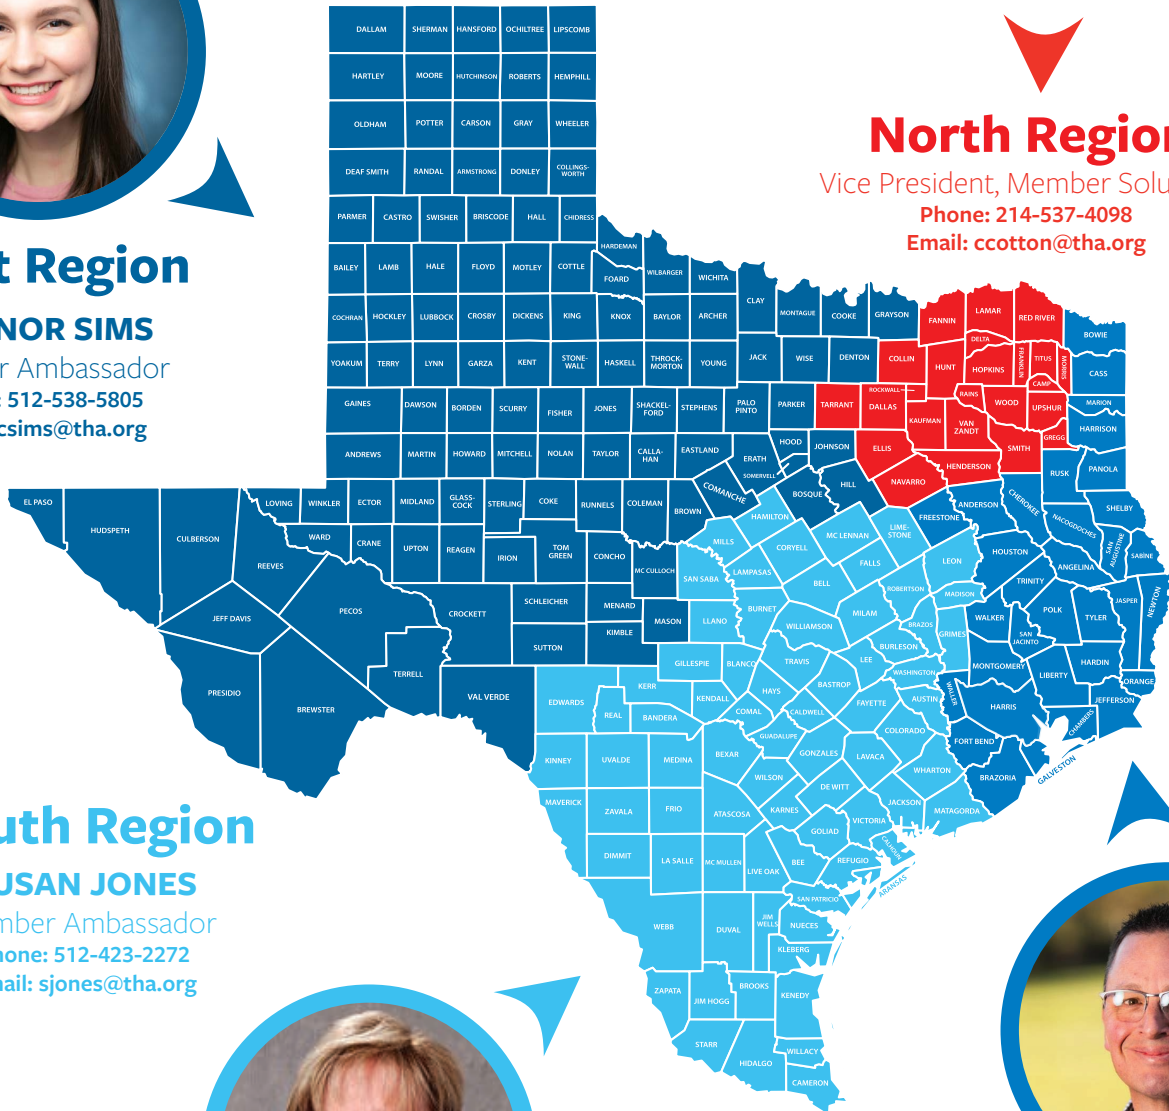 North Region
Vice President, Member Solu
Phone: 214-537-4098
Email: ccotton@tha.org
t Region
NOR SIMS
r Ambassador
: 512-538-5805
csims@tha.org
uth Region
USAN JONES
mber Ambassador
hone: 512-423-2272
ail: sjones@tha.org
DALLAM SHERMAN HANSFORD OCHILTREE LIPSCOMB
HARTLEY MOORE HUTCHINSON ROBERTS HEMPHILL
OLDHAM POTTER CARSON GRAY WHEELER
DEAF SMITH RANDAL ARMSTRONG DONLEY COLLINGS-
WORTH
PARMER CASTRO SWISHER BRISCODE HALL CHIDRESS
HARDEMAN
BAILEY LAMB HALE FLOYD MOTLEY COTTLE FOARD WILBARGER WICHITA
COCHRAN HOCKLEY LUBBOCK CROSBY DICKENS KING KNOX BAYLOR ARCHER CLAY MONTAGUE COOKE GRAYSON FANNIN LAMAR RED RIVER BOWIE
DELTA
YOAKUM TERRY LYNN GARZA KENT STONE-
WALL HASKELL THROCK-
MORTON YOUNG JACK WISE DENTON COLLIN HUNT HOPKINS FRANKLIN TITUS MORRIS CASS
CAMP
ROCKWALL RAINS
GAINES DAWSON BORDEN SCURRY FISHER JONES SHACKEL-
FORD STEPHENS PALO
PINTO PARKER TARRANT DALLAS KAUFMAN VAN
ZANDT WOOD UPSHUR MARION
GREGG HARRISON
ANDREWS MARTIN HOWARD MITCHELL NOLAN TAYLOR CALLA-
HAN EASTLAND ERATH HOOD JOHNSON ELLIS HENDERSON SMITH RUSK PANOLA
SOMERVELL
EL PASO HUDSPETH CULBERSON LOVING WINKLER ECTOR MIDLAND GLASS-
COCK STERLING COKE RUNNELS COLEMAN BROWN COMANCHE BOSQUE HILL NAVARRO ANDERSON CHEROKEE SHELBY
HAMILTON FREESTONE NACOGDOCHES
REEVES WARD CRANE UPTON REAGEN IRION TOM
GREEN CONCHO MC CULLOCH SAN SABA MILLS CORYELL MC LENNAN LIME-
STONE LEON HOUSTON ANGELINA SAN
AUGUSTINE SABINE
LAMPASAS FALLS
JEFF DAVIS PECOS CROCKETT SCHLEICHER MENARD MASON LLANO BURNET BELL MILAM ROBERTSON MADISON TRINITY POLK TYLER JASPER NEWTON
SUTTON KIMBLE WILLIAMSON BRAZOS GRIMES WALKER SAN
JACINTO
BURLESON
PRESIDIO BREWSTER TERRELL VAL VERDE GILLESPIE BLANCO TRAVIS LEE WASHINGTON MONTGOMERY LIBERTY HARDIN ORANGE
EDWARDS KERR KENDALL HAYS BASTROP FAYETTE AUSTIN WALLER HARRIS JEFFERSON
REAL BANDERA COMAL CALDWELL COLORADO FORT BEND CHAMBERS
GUADALUPE
KINNEY UVALDE MEDINA BEXAR GONZALES LAVACA WHARTON BRAZORIA GALVESTON
WILSON DE WITT
MAVERICK ZAVALA FRIO ATASCOSA KARNES JACKSON MATAGORDA
GOLIAD VICTORIA
DIMMIT LA SALLE MC MULLEN LIVE OAK BEE REFUGIO CALHOUN
ARANSAS
WEBB DUVAL JIM
WELLS SAN PATRICIO
NUECES
KLEBERG
ZAPATA JIM HOGG BROOKS KENEDY
STARR HIDALGO WILLACY
CAMERON